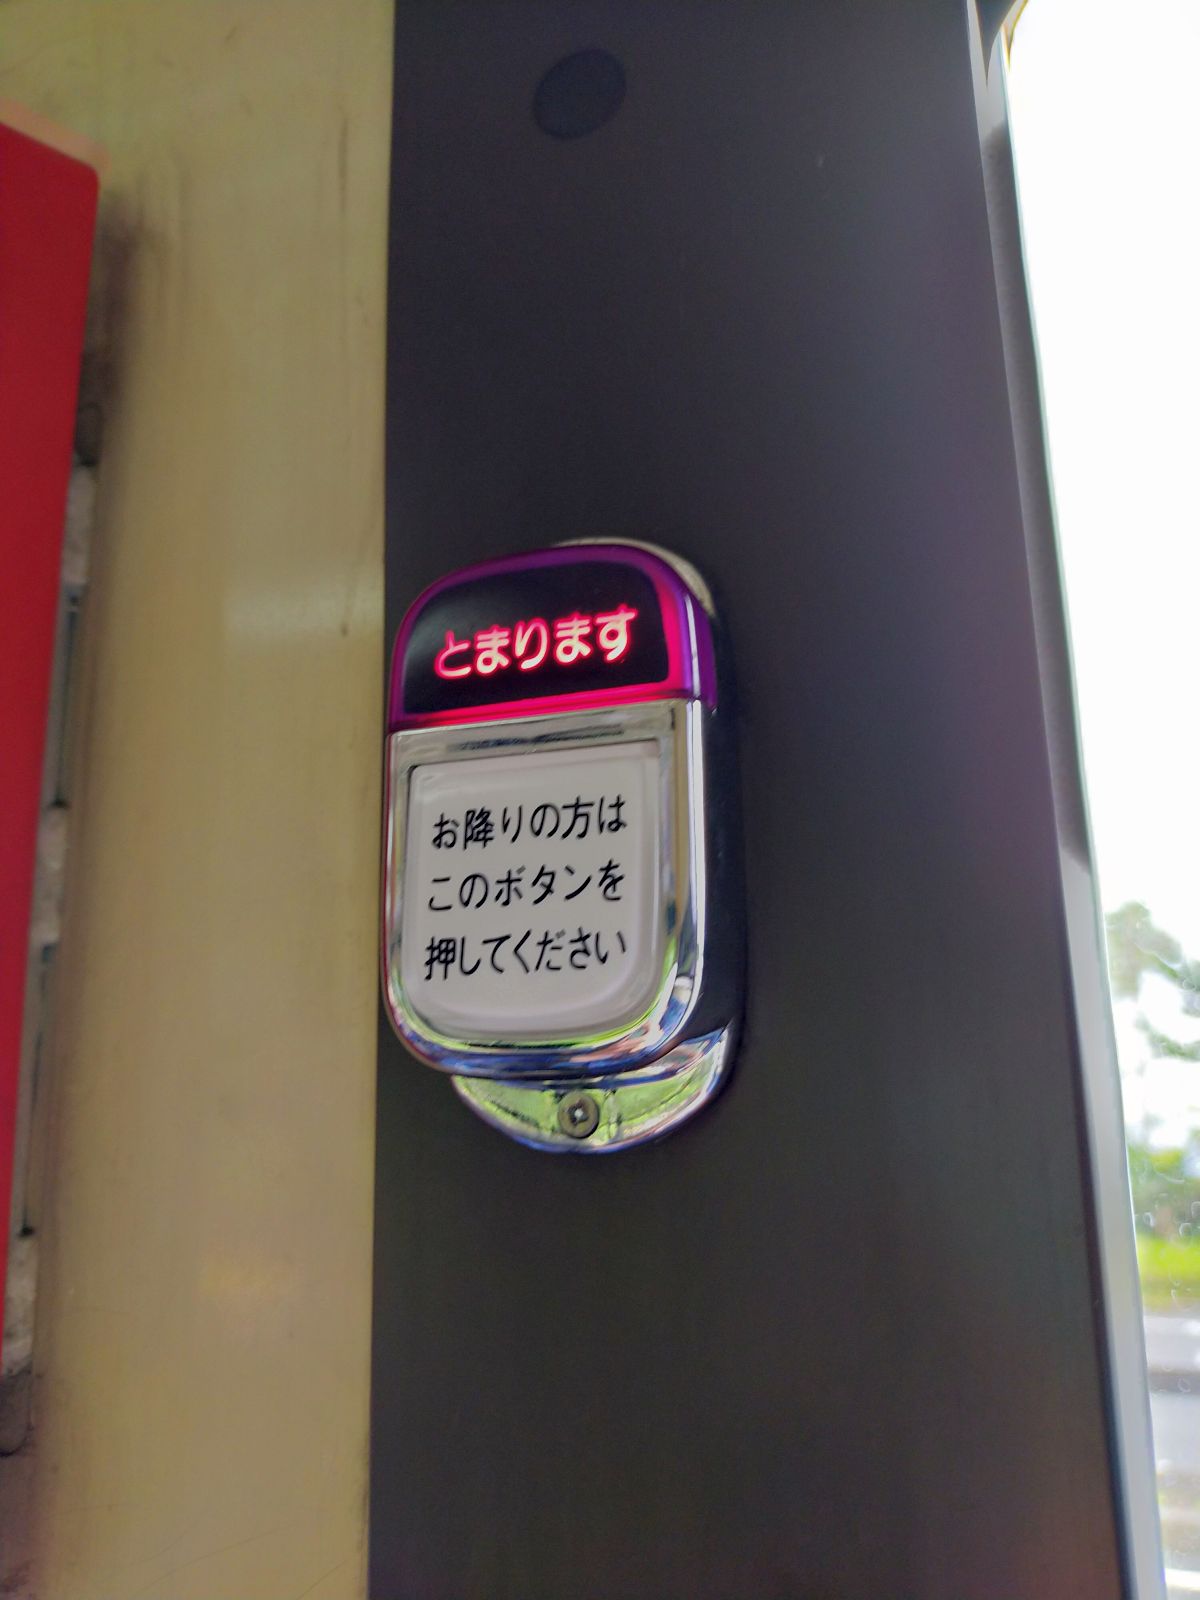 とまります
お降りの方は
このボタンを
押してください